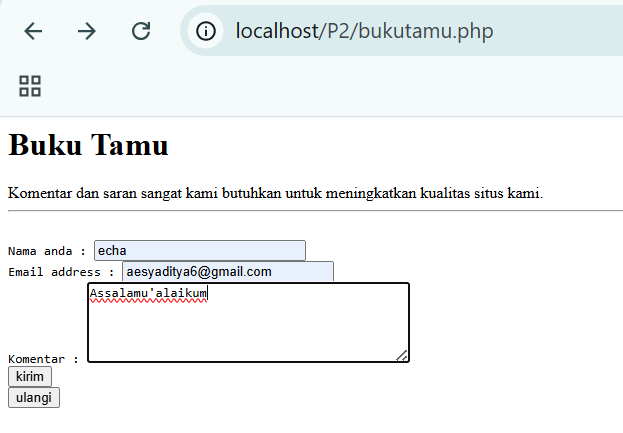 localhost/P2/bukutamu.php
Buku Tamu
Komentar dan saran sangat kami butuhkan untuk meningkatkan kualitas situs kami.
Nama anda : echa
Email address : aesyaditya6@gmail.com
Assalamu'alaikum
Komentar :
kirim
ulangi